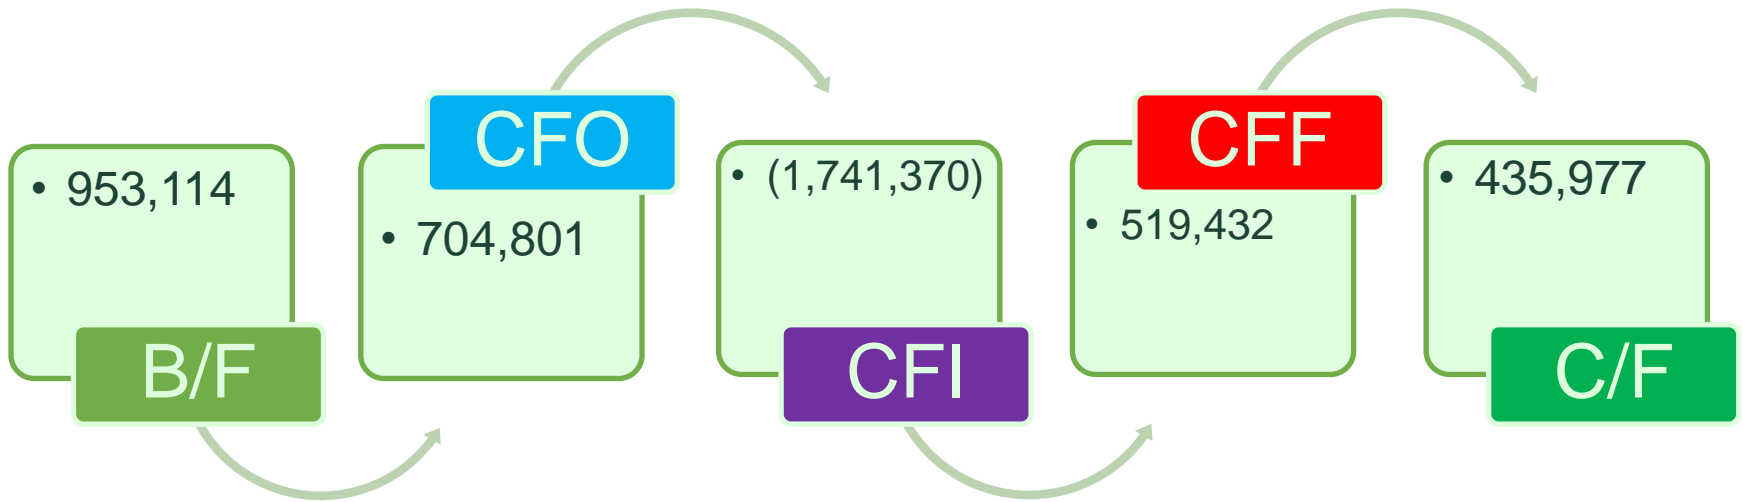 • 953,114
B/F
CFO
• 704,801
• (1,741,370)
CFI
CFF
• 519,432
• 435,977
C/F